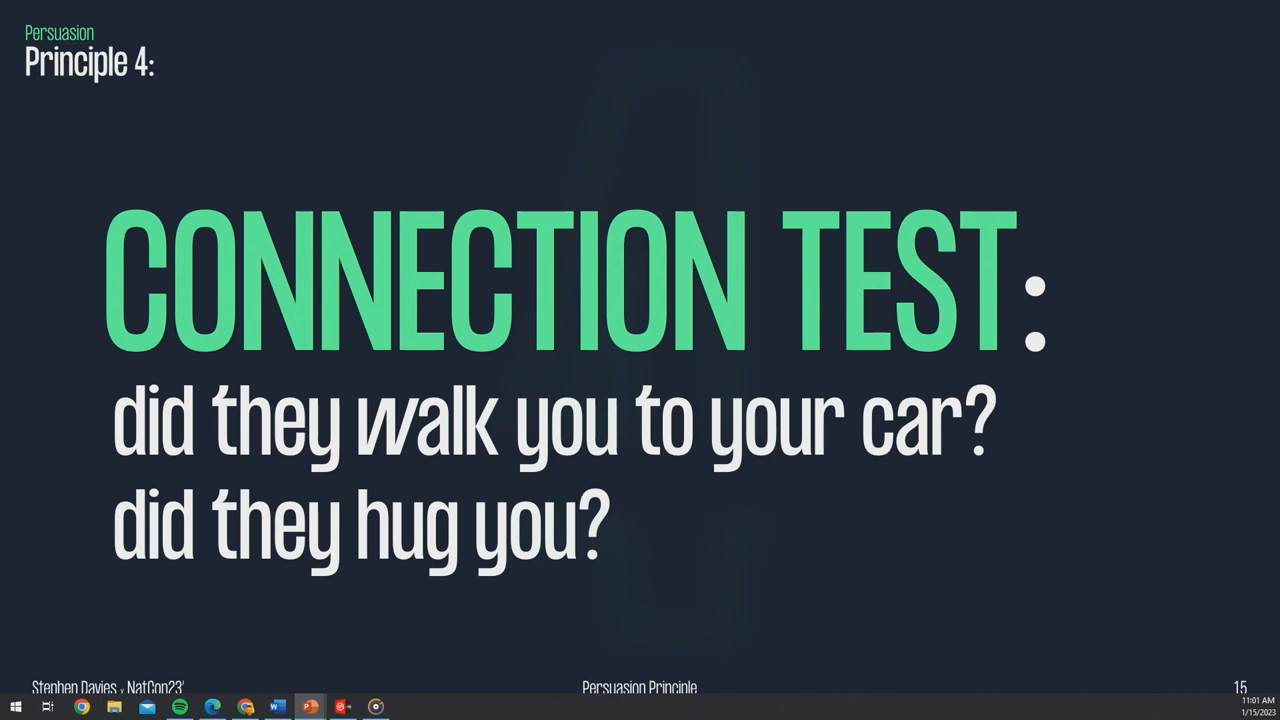 Persuasion
Principle 4:
CONNECTION TEST:
did they walk you to your car?
did they hug you?
Stephen Davies x NatCon23'
Persuasion Principle
15
11:01 AM
1/15/2023